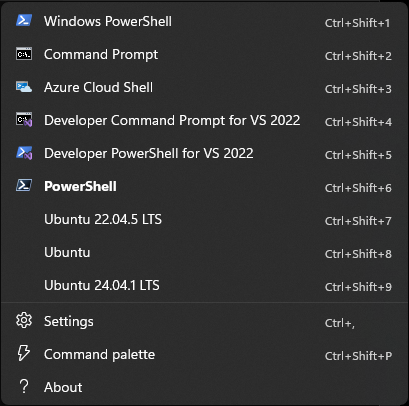 Windows PowerShell Ctrl+Shift+1
Command Prompt Ctrl+Shift+2
Azure Cloud Shell Ctrl+Shift+3
Developer Command Prompt for VS 2022 Ctrl+Shift+4
Developer PowerShell for VS 2022 Ctrl+Shift+5
PowerShell Ctrl+Shift+6
Ubuntu 22.04.5 LTS Ctrl+Shift+7
Ubuntu Ctrl+Shift+8
Ubuntu 24.04.1 LTS Ctrl+Shift+9
Settings Ctrl+,
Command palette Ctrl+Shift+P
About